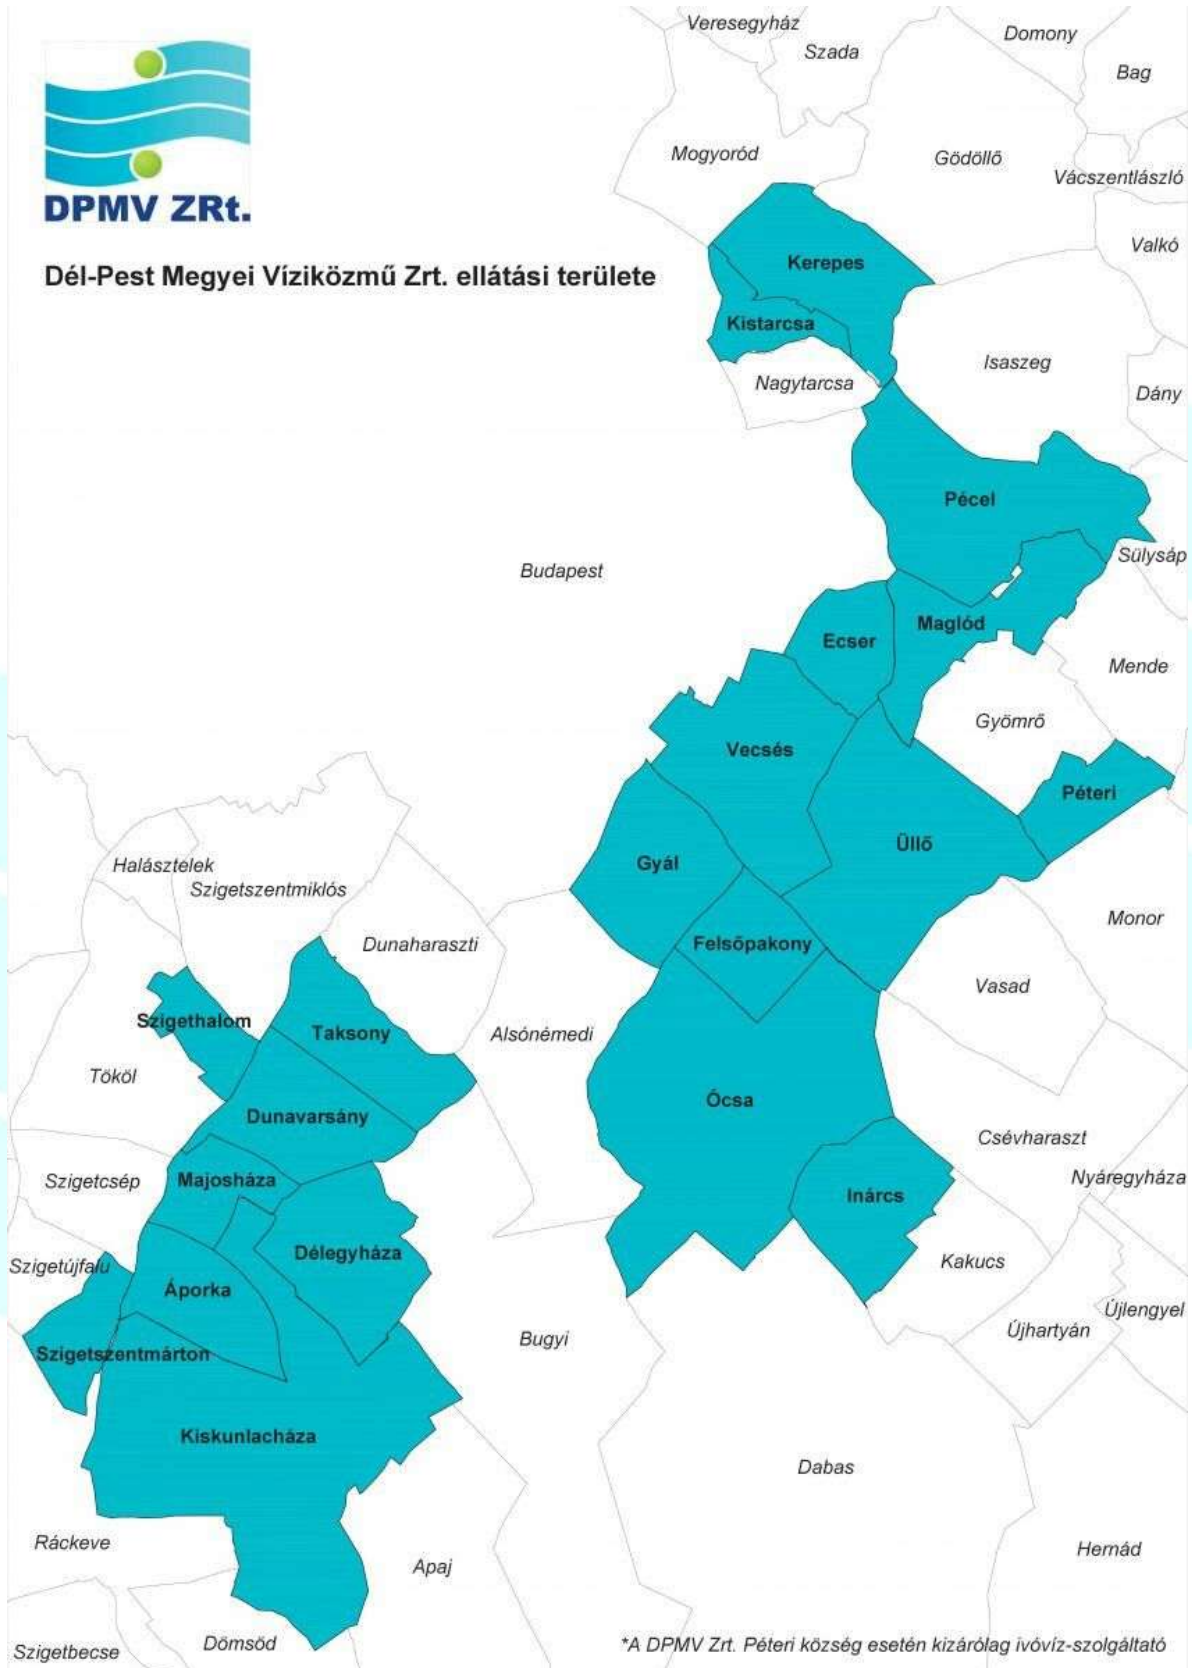 Veresegyház
Szada
Domony
Bag
Mogyoród
Gödöllő
Vácszentlászló
DPMV ZRt.
Valkó
Kerepes
Dél-Pest Megyei Víziközmű Zrt. ellátási területe
Kistarcsa
Isaszeg
Nagytarcsa
Dány
Pécel
Sülysáp
Budapest
Maglód
Ecser
Mende
Gyömrő
Vecsés
Péteri
Üllő
Gyál
Halásztelek
Szigetszentmiklós
Monor
Dunaharaszti
Felsőpakony
Vasad
Szigethalom
Taksony
Alsónémedi
Tököl
Ócsa
Dunavarsány
Csévharaszt
Nyáregyháza
Szigetcsép
Majosháza
Inárcs
Délegyháza
Szigetújfalu
Kakucs
Áporka
Újlengyel
Újhartyán
Bugyi
Szigetszentmárton
Kiskunlacháza
Dabas
Ráckeve
Hernád
Apaj
Dömsöd
Szigetbecse
*A DPMV Zrt. Péteri község esetén kizárólag ivóvíz-szolgáltató